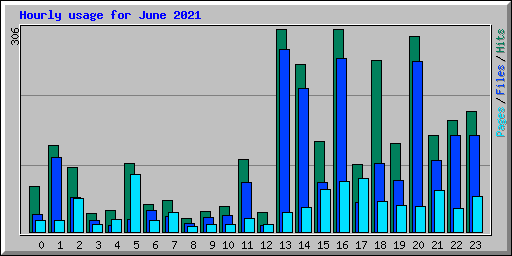 Hourly usage for June 2021
306
Pages/Files/Hits
0 1 2 3 4 5 6 7 8 9 10 11 12 13 14 15 16 17 18 19 20 21 22 23